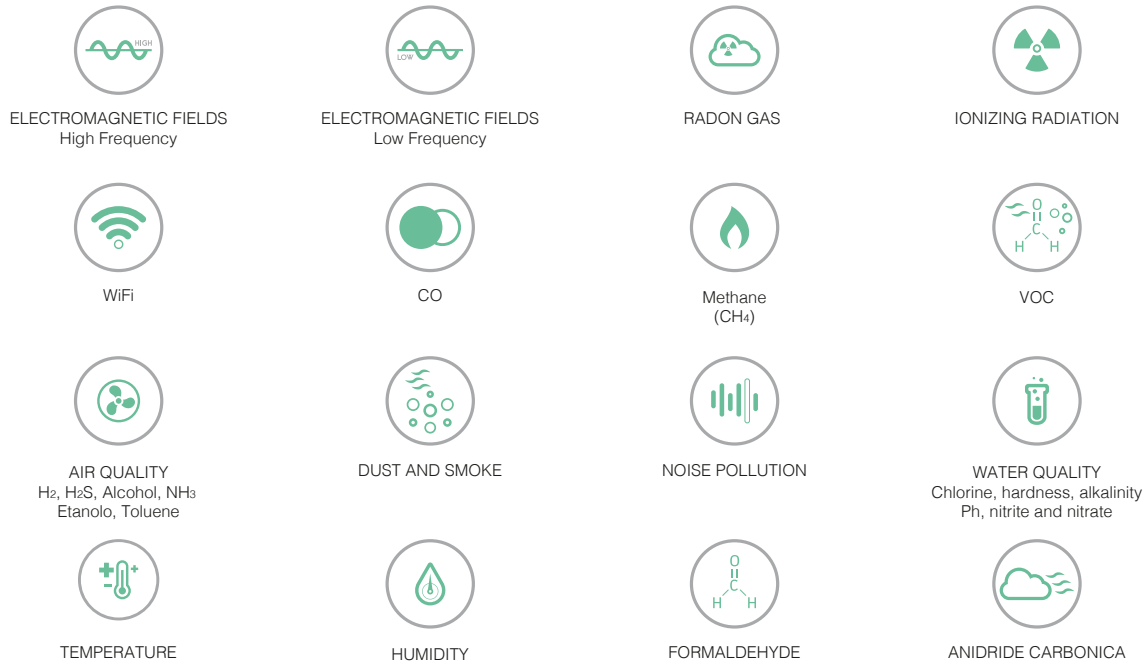 HIGH
ELECTROMAGNETIC FIELDS
High Frequency
LOW
ELECTROMAGNETIC FIELDS
Low Frequency
RADON GAS
IONIZING RADIATION
WiFi
CO
Methane
(CH4)
O
C
H H
VOC
AIR QUALITY
H2, H2S, Alcohol, NH3
Etanolo, Toluene
DUST AND SMOKE
NOISE POLLUTION
WATER QUALITY
Chlorine, hardness, alkalinity
Ph, nitrite and nitrate
TEMPERATURE
HUMIDITY
O
C
H H
FORMALDEHYDE
ANIDRIDE CARBONICA